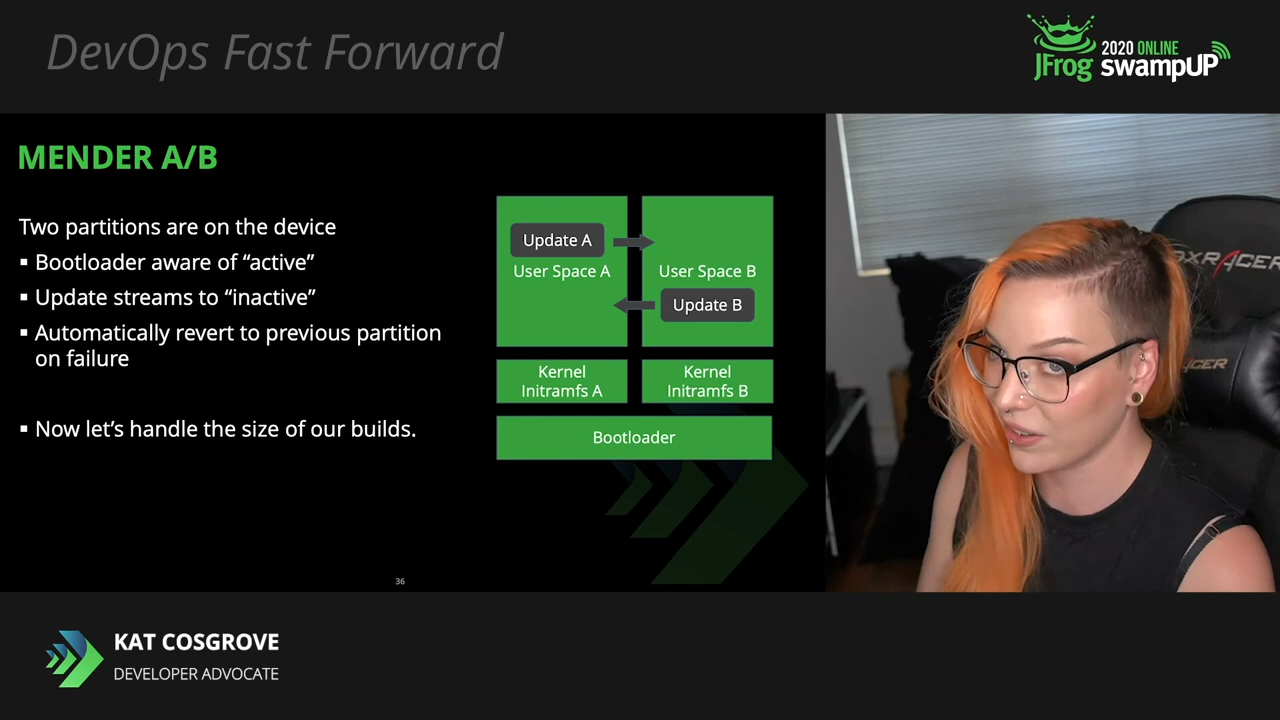 DevOps Fast Forward
2020 ONLINE
JFrog swampUP
MENDER A/B
Two partitions are on the device
▪ Bootloader aware of “active”
▪ Update streams to “inactive”
▪ Automatically revert to previous partition
on failure
▪ Now let’s handle the size of our builds.
Update A
User Space A
User Space B
Update B
Kernel
Initramfs A
Kernel
Initramfs B
Bootloader
36
DXRACER
ACER
KAT COSGROVE
DEVELOPER ADVOCATE